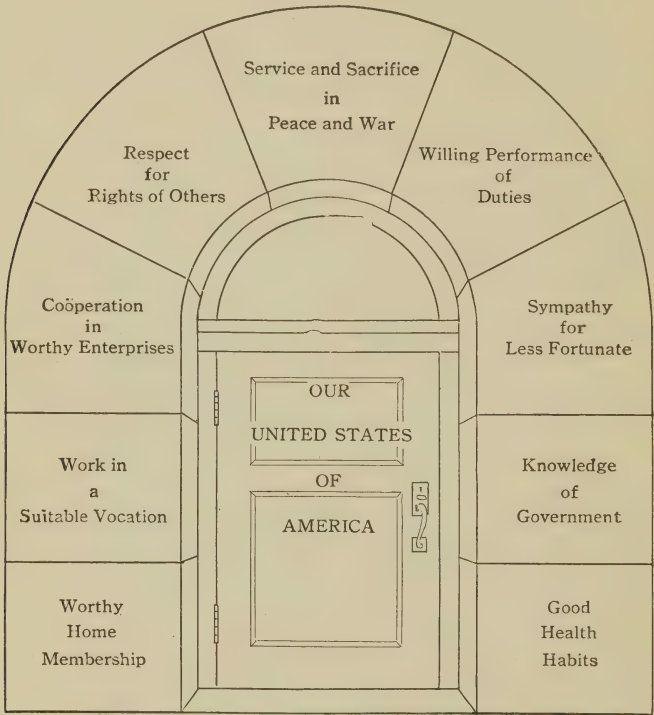 Service and Sacrifice
in
Peace and War
Respect
for
Rights of Others
Willing Performance
of
Duties
Coöperation
in
Worthy Enterprises
Sympathy
for
Less Fortunate
OUR
UNITED STATES
OF
AMERICA
Work in
a
Suitable Vocation
Knowledge
of
Government
Worthy
Home
Membership
Good
Health
Habits